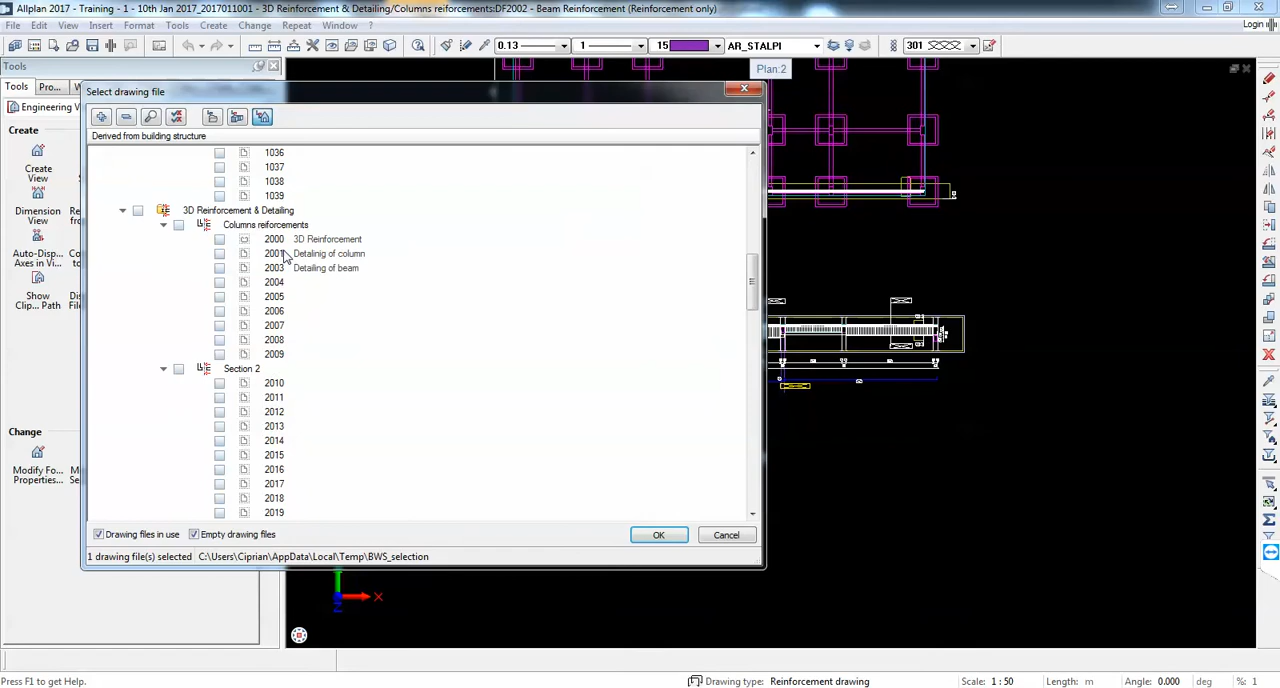 Allplan 2017 - Training - 1 - 10th Jan 2017_2017011001 - 3D Reinforcement & Detailing/Columns reiforcements:DF2002 - Beam Reinforcement (Reinforcement only)
File Edit View Insert Format Tools Create Change Repeat Window ?
Login
0.13 1 15 AR_STALPI 301
Tools
Plan:2
Tools Pro...
Engineering V
Create
Create View
Dimension View
Auto-Disp... Axes in Vi...
Show Clip... Path
Change
Modify Fo... Properties...
Select drawing file
Derived from building structure
1036
1037
1038
1039
3D Reinforcement & Detailing
Columns reiforcements
2000 3D Reinforcement
2001 Detalinig of column
2003 Detailing of beam
2004
2005
2006
2007
2008
2009
Section 2
2010
2011
2012
2013
2014
2015
2016
2017
2018
2019
Drawing files in use Empty drawing files OK Cancel
1 drawing file(s) selected C:\Users\Ciprian\AppData\Local\Temp\BWS_selection
X
Z
Press F1 to get Help. Drawing type: Reinforcement drawing Scale: 1 : 50 Length: m Angle: 0.000 deg %: 1